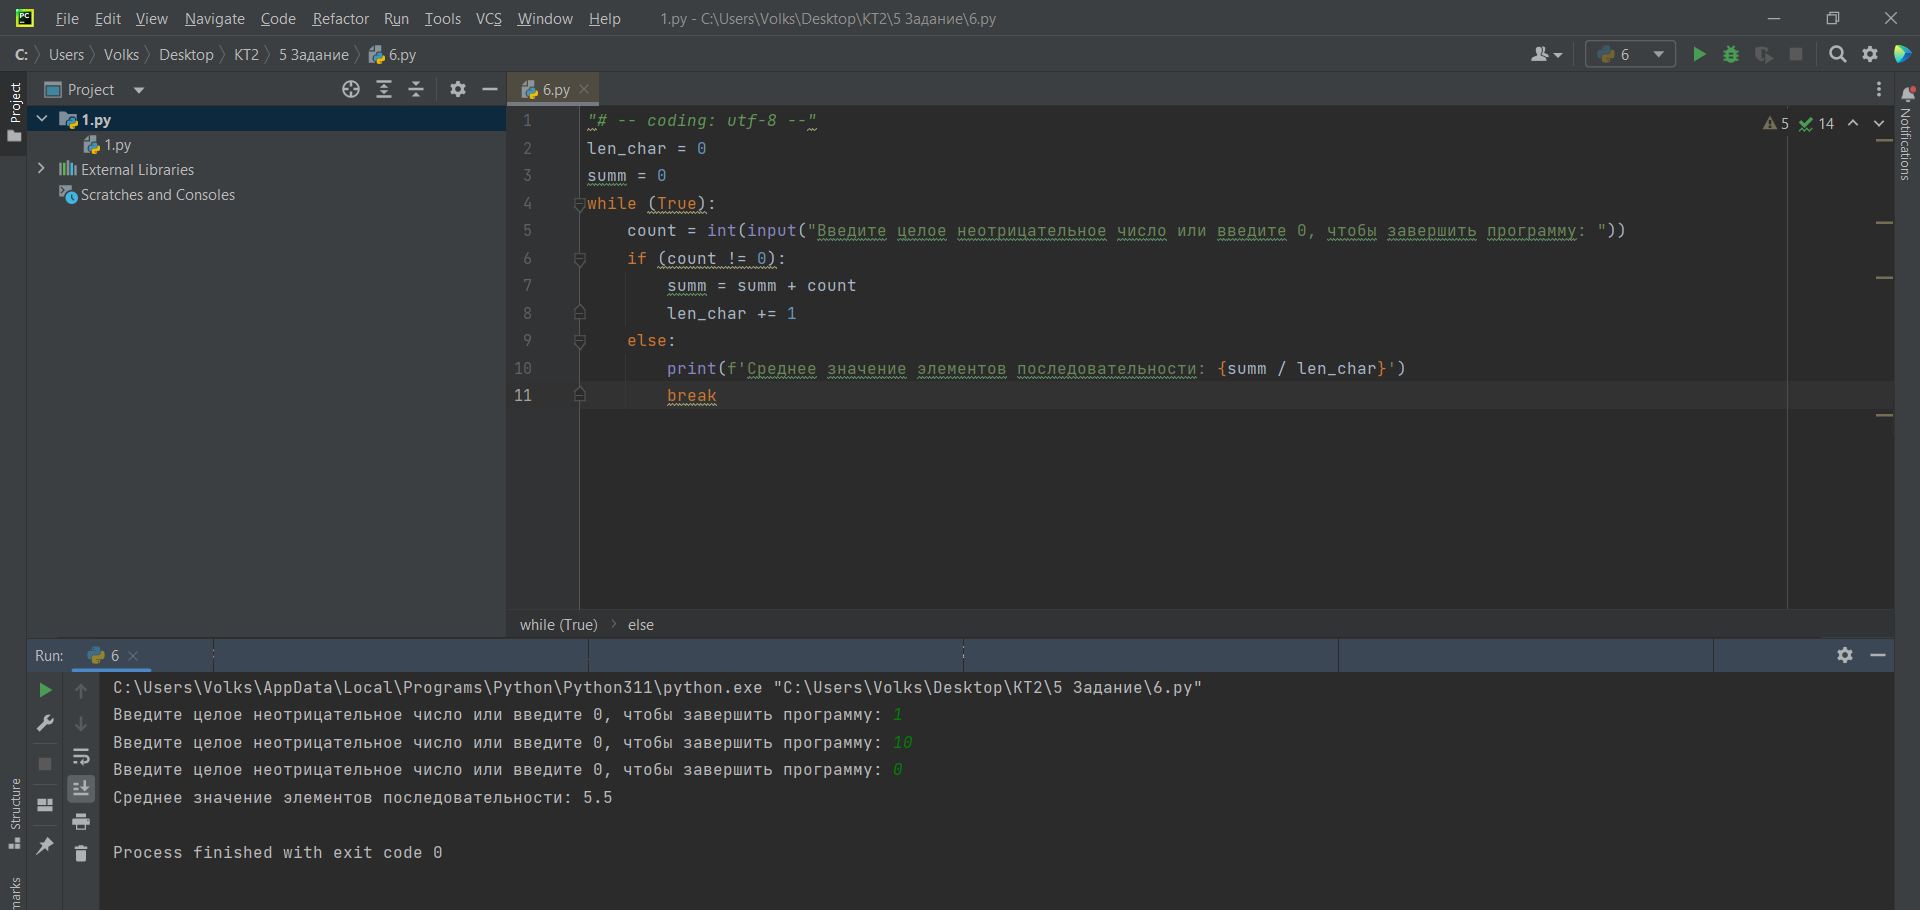 PC
File Edit View Navigate Code Refactor Run Tools VCS Window Help 1.py - C:\Users\Volks\Desktop\KT2\5 Задание\6.py
C: Users Volks Desktop KT2 5 Задание 6.py 6
Project Project 6.py
1.py
1.py
External Libraries
Scratches and Consoles
5 14
Notifications
1 "# -- coding: utf-8 --"
2 len_char = 0
3 summ = 0
4 while (True):
5 count = int(input("Введите целое неотрицательное число или введите 0, чтобы завершить программу: "))
6 if (count != 0):
7 summ = summ + count
8 len_char += 1
9 else:
10 print(f'Среднее значение элементов последовательности: {summ / len_char}')
11 break
while (True) else
Run: 6
C:\Users\Volks\AppData\Local\Programs\Python\Python311\python.exe "C:\Users\Volks\Desktop\KT2\5 Задание\6.py"
Введите целое неотрицательное число или введите 0, чтобы завершить программу: 1
Введите целое неотрицательное число или введите 0, чтобы завершить программу: 10
Введите целое неотрицательное число или введите 0, чтобы завершить программу: 0
Среднее значение элементов последовательности: 5.5
Process finished with exit code 0
Structure
marks